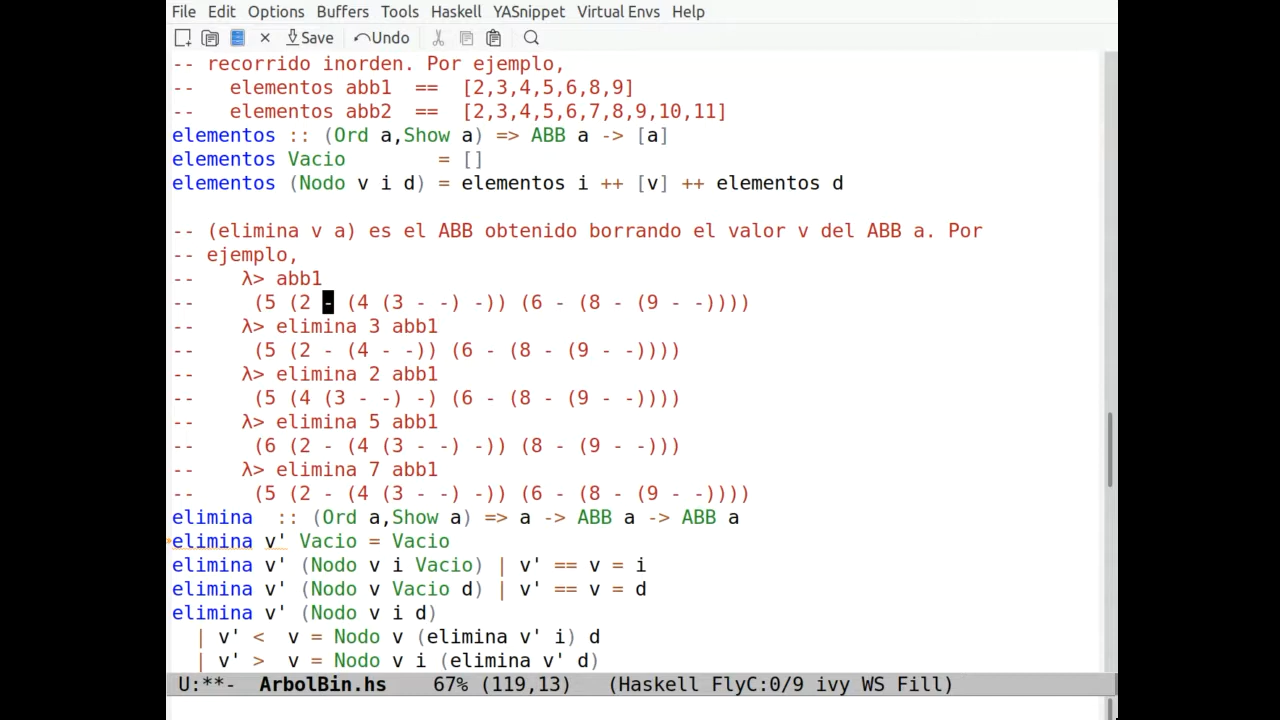 File Edit Options Buffers Tools Haskell YASnippet Virtual Envs Help
Save Undo
-- recorrido inorden. Por ejemplo,
--   elementos abb1  ==  [2,3,4,5,6,8,9]
--   elementos abb2  ==  [2,3,4,5,6,7,8,9,10,11]
elementos :: (Ord a,Show a) => ABB a -> [a]
elementos Vacio        = []
elementos (Nodo v i d) = elementos i ++ [v] ++ elementos d
-- (elimina v a) es el ABB obtenido borrando el valor v del ABB a. Por
-- ejemplo,
--    λ> abb1
--     (5 (2 - (4 (3 - -) -)) (6 - (8 - (9 - -))))
--    λ> elimina 3 abb1
--     (5 (2 - (4 - -)) (6 - (8 - (9 - -))))
--    λ> elimina 2 abb1
--     (5 (4 (3 - -) -) (6 - (8 - (9 - -))))
--    λ> elimina 5 abb1
--     (6 (2 - (4 (3 - -) -)) (8 - (9 - -)))
--    λ> elimina 7 abb1
--     (5 (2 - (4 (3 - -) -)) (6 - (8 - (9 - -))))
elimina  :: (Ord a,Show a) => a -> ABB a -> ABB a
elimina v' Vacio = Vacio
elimina v' (Nodo v i Vacio) | v' == v = i
elimina v' (Nodo v Vacio d) | v' == v = d
elimina v' (Nodo v i d)
  | v' <  v = Nodo v (elimina v' i) d
  | v' >  v = Nodo v i (elimina v' d)
U:**-  ArbolBin.hs    67% (119,13)   (Haskell FlyC:0/9 ivy WS Fill)